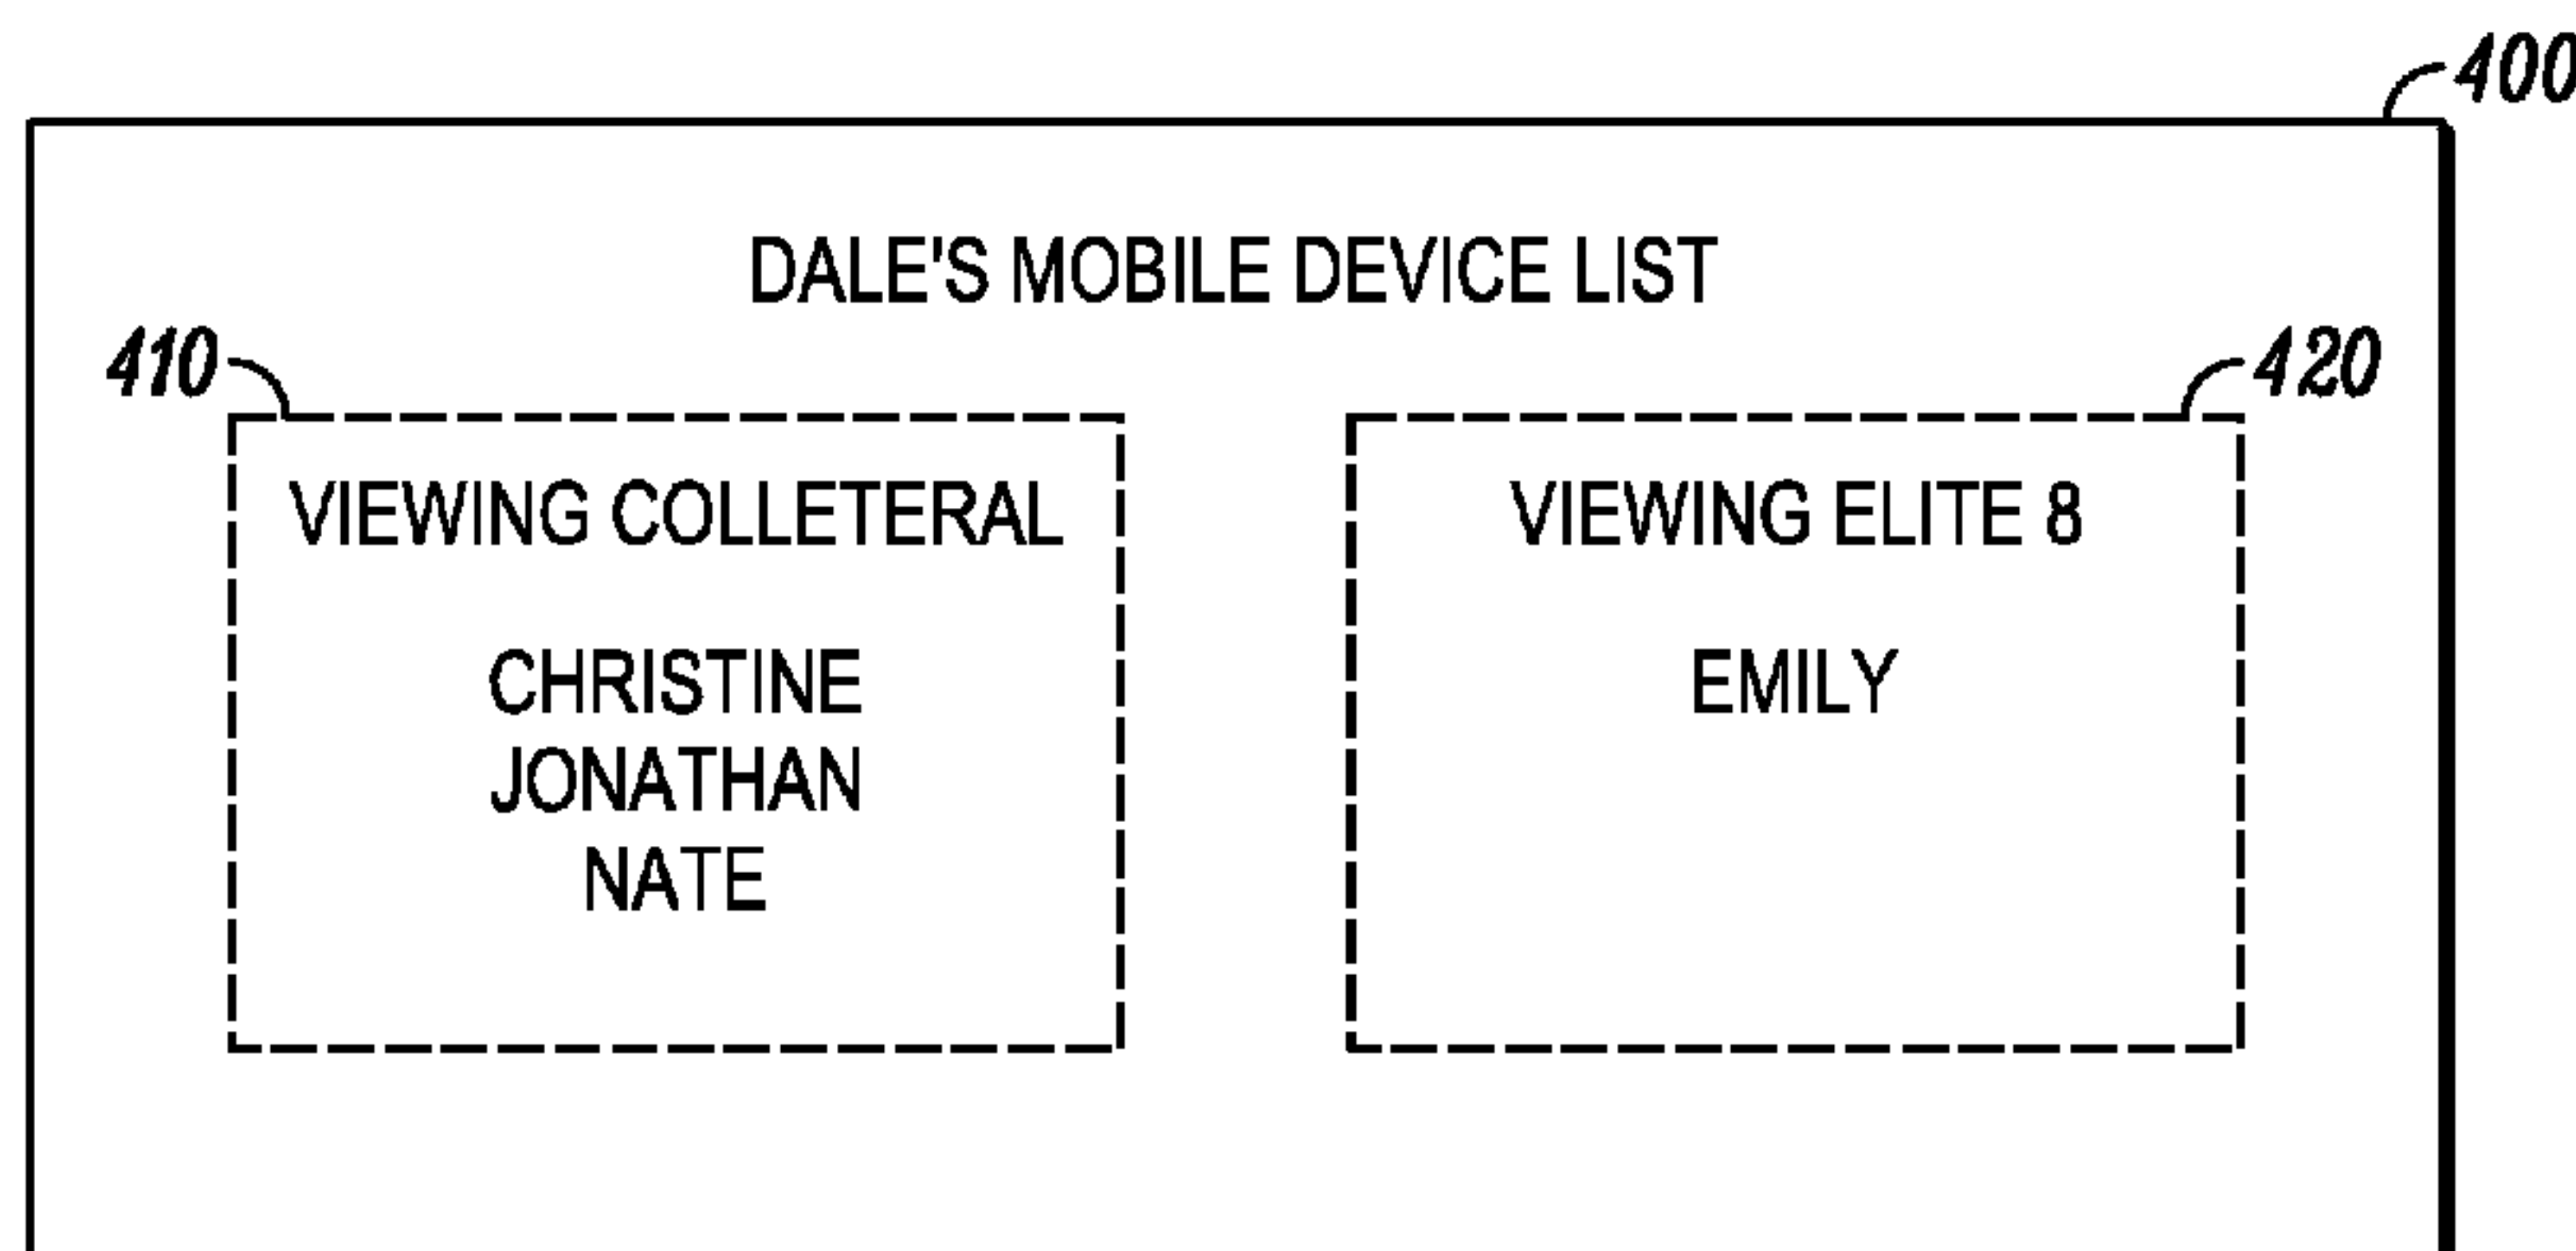 400
DALE'S MOBILE DEVICE LIST
410
420
VIEWING COLLETERAL
CHRISTINE
JONATHAN
NATE
VIEWING ELITE 8
EMILY